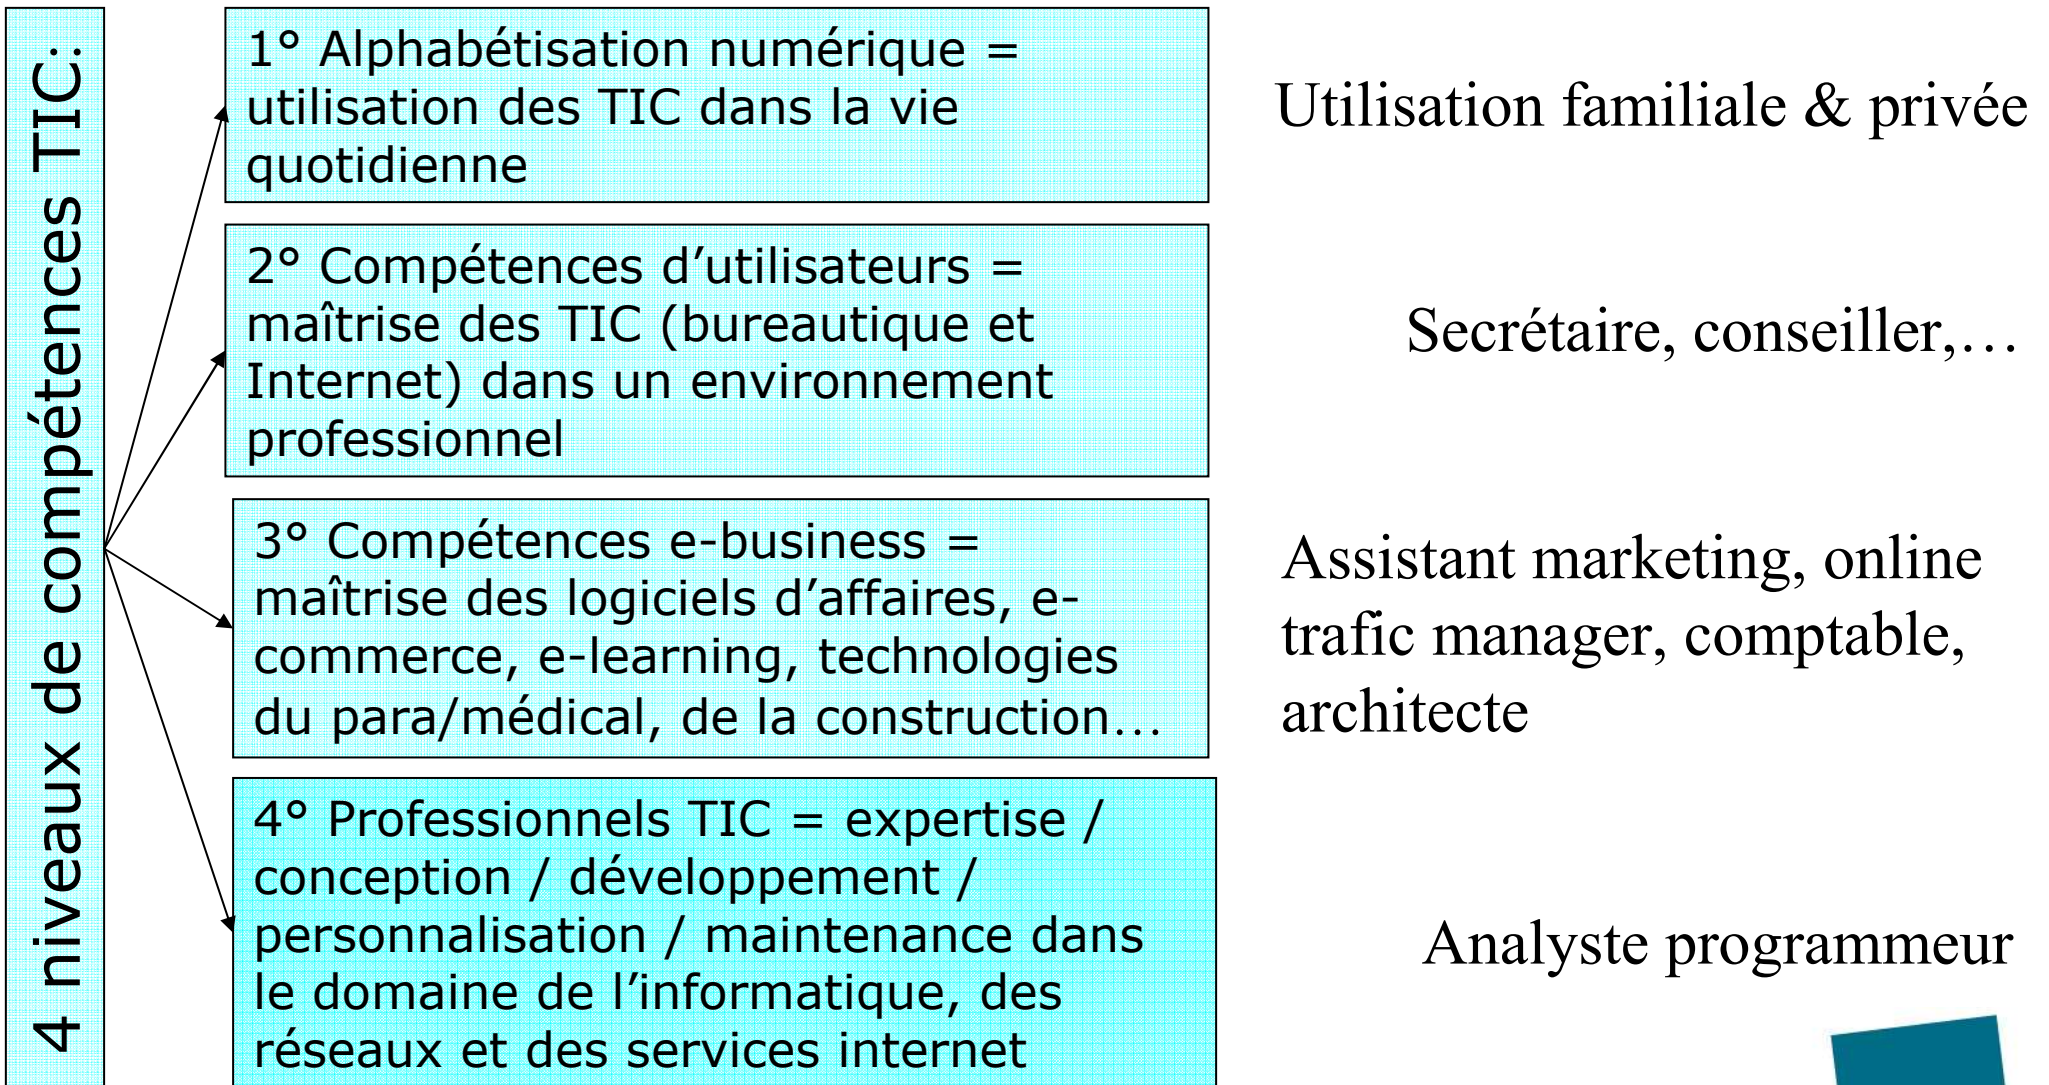 4 niveaux de compétences TIC:
1° Alphabétisation numérique =
utilisation des TIC dans la vie
quotidienne
Utilisation familiale & privée
2° Compétences d’utilisateurs =
maîtrise des TIC (bureautique et
Internet) dans un environnement
professionnel
Secrétaire, conseiller,…
3° Compétences e-business =
maîtrise des logiciels d’affaires, e-
commerce, e-learning, technologies
du para/médical, de la construction…
Assistant marketing, online
trafic manager, comptable,
architecte
4° Professionnels TIC = expertise /
conception / développement /
personnalisation / maintenance dans
le domaine de l’informatique, des
réseaux et des services internet
Analyste programmeur